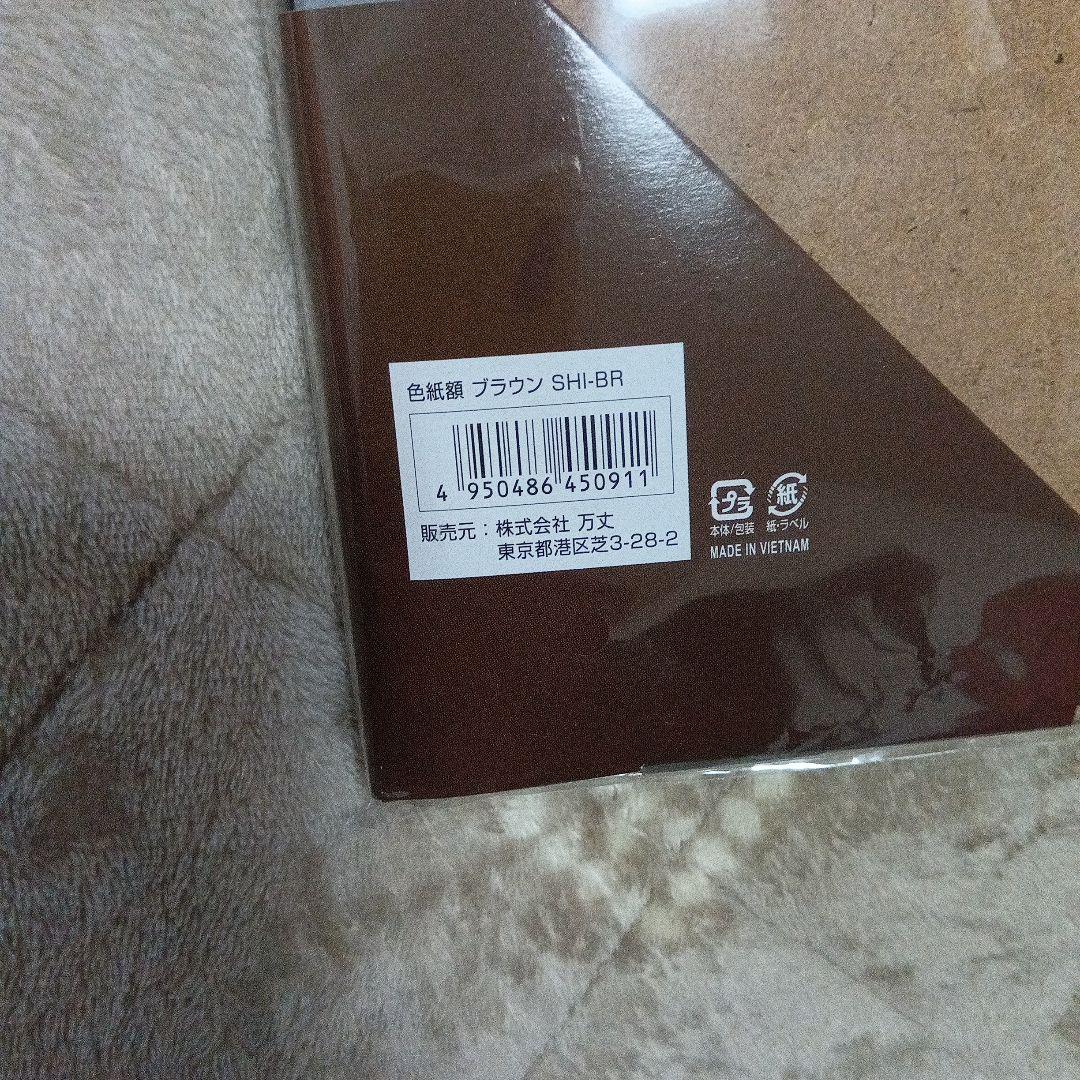 色紙額 ブラウン SHI-BR
4 950486 450911
販売元：株式会社 万丈
東京都港区芝3-28-2
プラ 紙
本体/包装 紙・ラベル
MADE IN VIETNAM